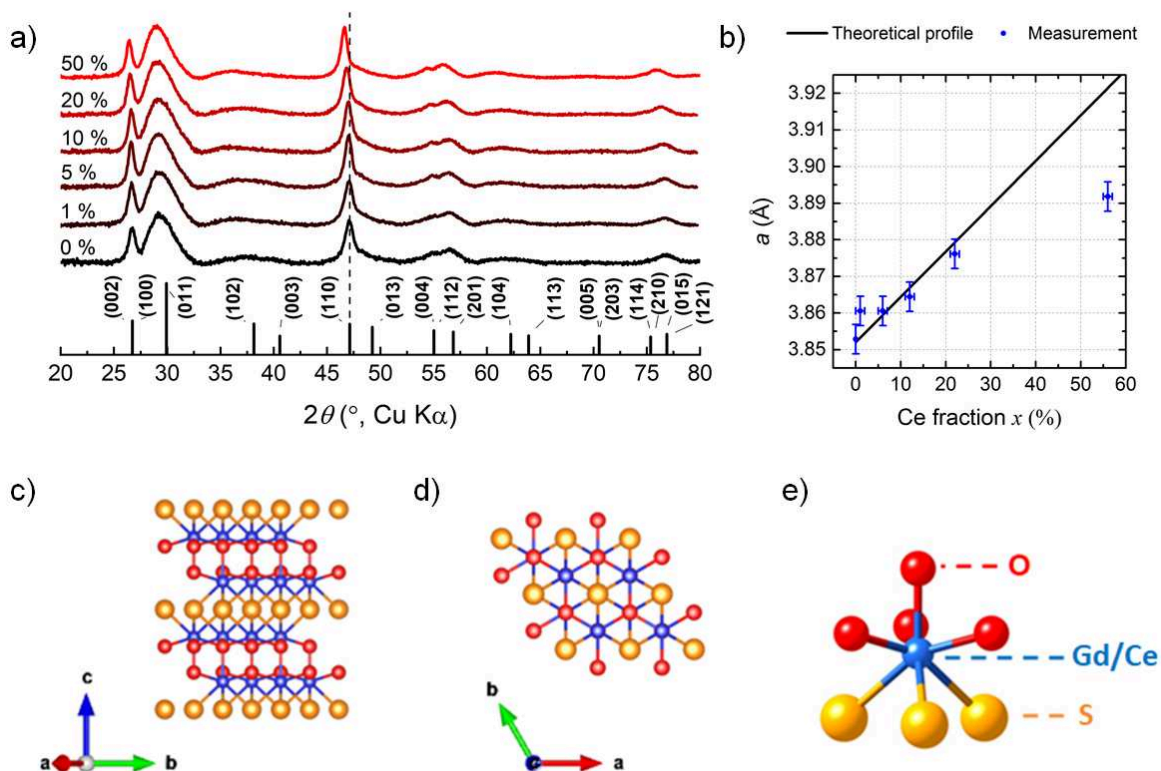 a)
50 %
20 %
10 %
5 %
1 %
0 %
(002)
(100)
(011)
(102)
(003)
(110)
(013)
(004)
(112)
(201)
(104)
(113)
(005)
(203)
(114)
(210)
(015)
(121)
20 25 30 35 40 45 50 55 60 65 70 75 80
2θ (°, Cu Kα)
b)
Theoretical profile Measurement
3.92
3.91
3.90
3.89
3.88
3.87
3.86
3.85
a (Å)
0 10 20 30 40 50 60
Ce fraction x (%)
c)
c
a b
d)
b
c a
e)
O
Gd/Ce
S